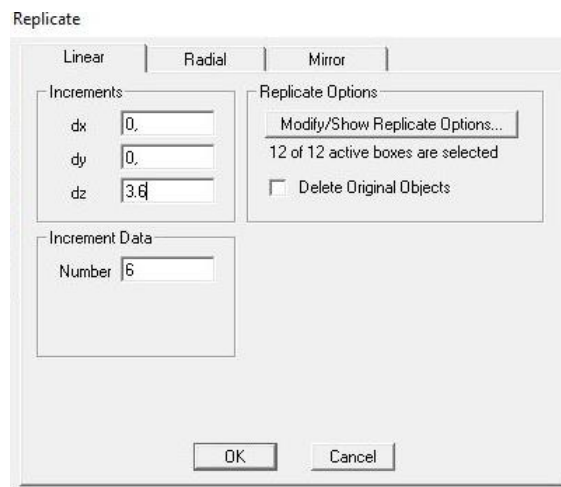 Replicate
Linear
Radial
Mirror
Increments
dx 0,
dy 0,
dz 3.6
Replicate Options
Modify/Show Replicate Options...
12 of 12 active boxes are selected
Delete Original Objects
Increment Data
Number 6
OK
Cancel